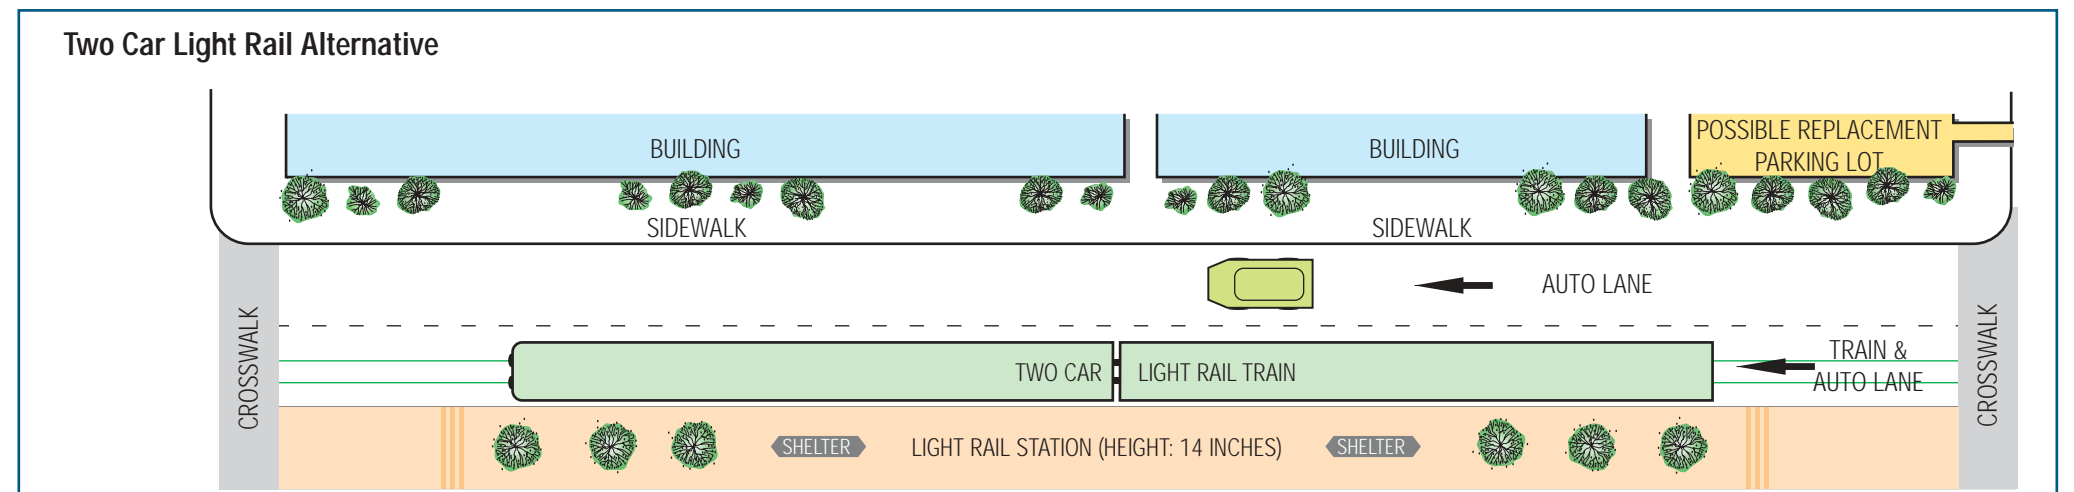 Two Car Light Rail Alternative
BUILDING
BUILDING
POSSIBLE REPLACEMENT
PARKING LOT
SIDEWALK
SIDEWALK
AUTO LANE
CROSSWALK
TWO CAR
LIGHT RAIL TRAIN
TRAIN &
AUTO LANE
CROSSWALK
SHELTER
LIGHT RAIL STATION (HEIGHT: 14 INCHES)
SHELTER